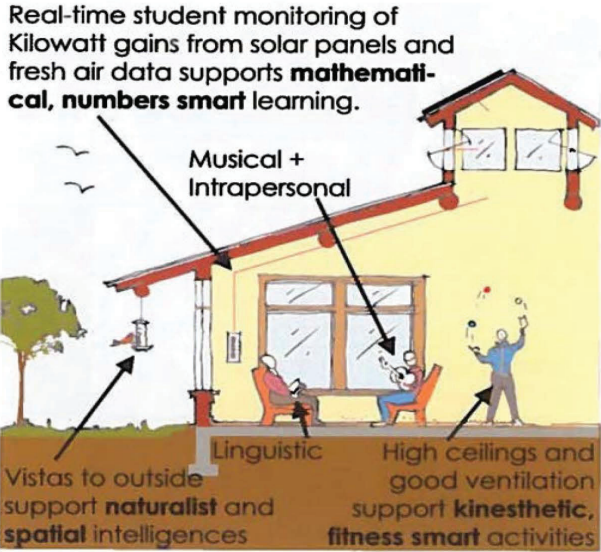 Real-time student monitoring of
Kilowatt gains from solar panels and
fresh air data supports mathemati-
cal, numbers smart learning.
Musical +
Intrapersonal
Linguistic
Vistas to outside
support naturalist and
spatial intelligences
High ceilings and
good ventilation
support kinesthetic,
fitness smart activities